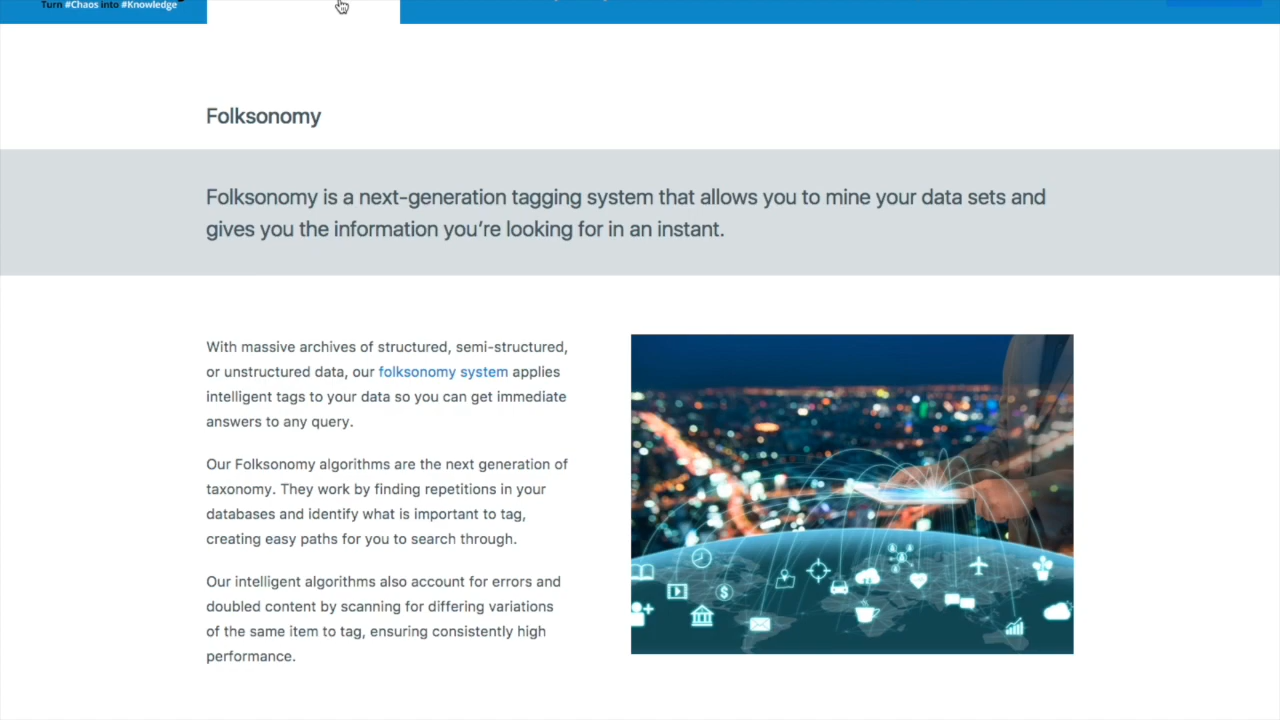 Turn #Chaos into #Knowledge
Folksonomy
Folksonomy is a next-generation tagging system that allows you to mine your data sets and
gives you the information you’re looking for in an instant.
With massive archives of structured, semi-structured,
or unstructured data, our folksonomy system applies
intelligent tags to your data so you can get immediate
answers to any query.
Our Folksonomy algorithms are the next generation of
taxonomy. They work by finding repetitions in your
databases and identify what is important to tag,
creating easy paths for you to search through.
Our intelligent algorithms also account for errors and
doubled content by scanning for differing variations
of the same item to tag, ensuring consistently high
performance.
$